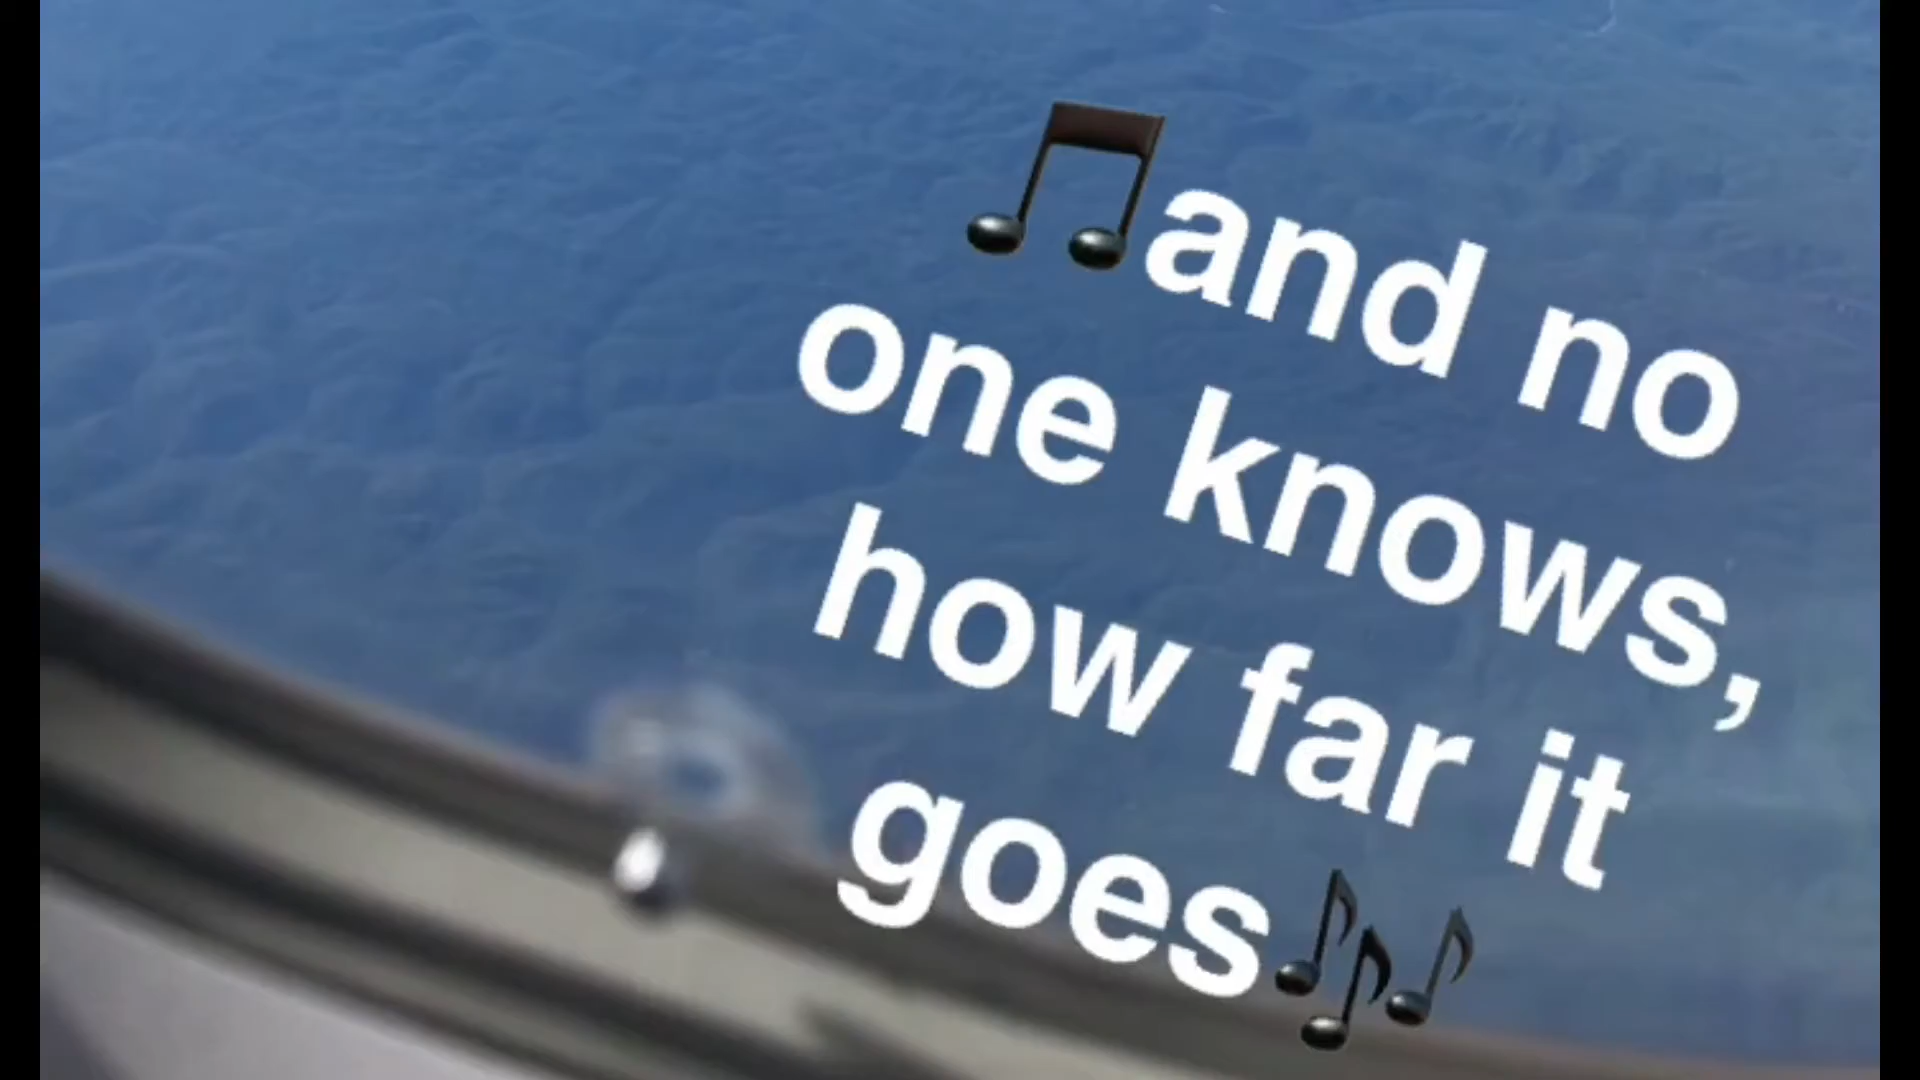 🎵and no
one knows,
how far it
goes🎶